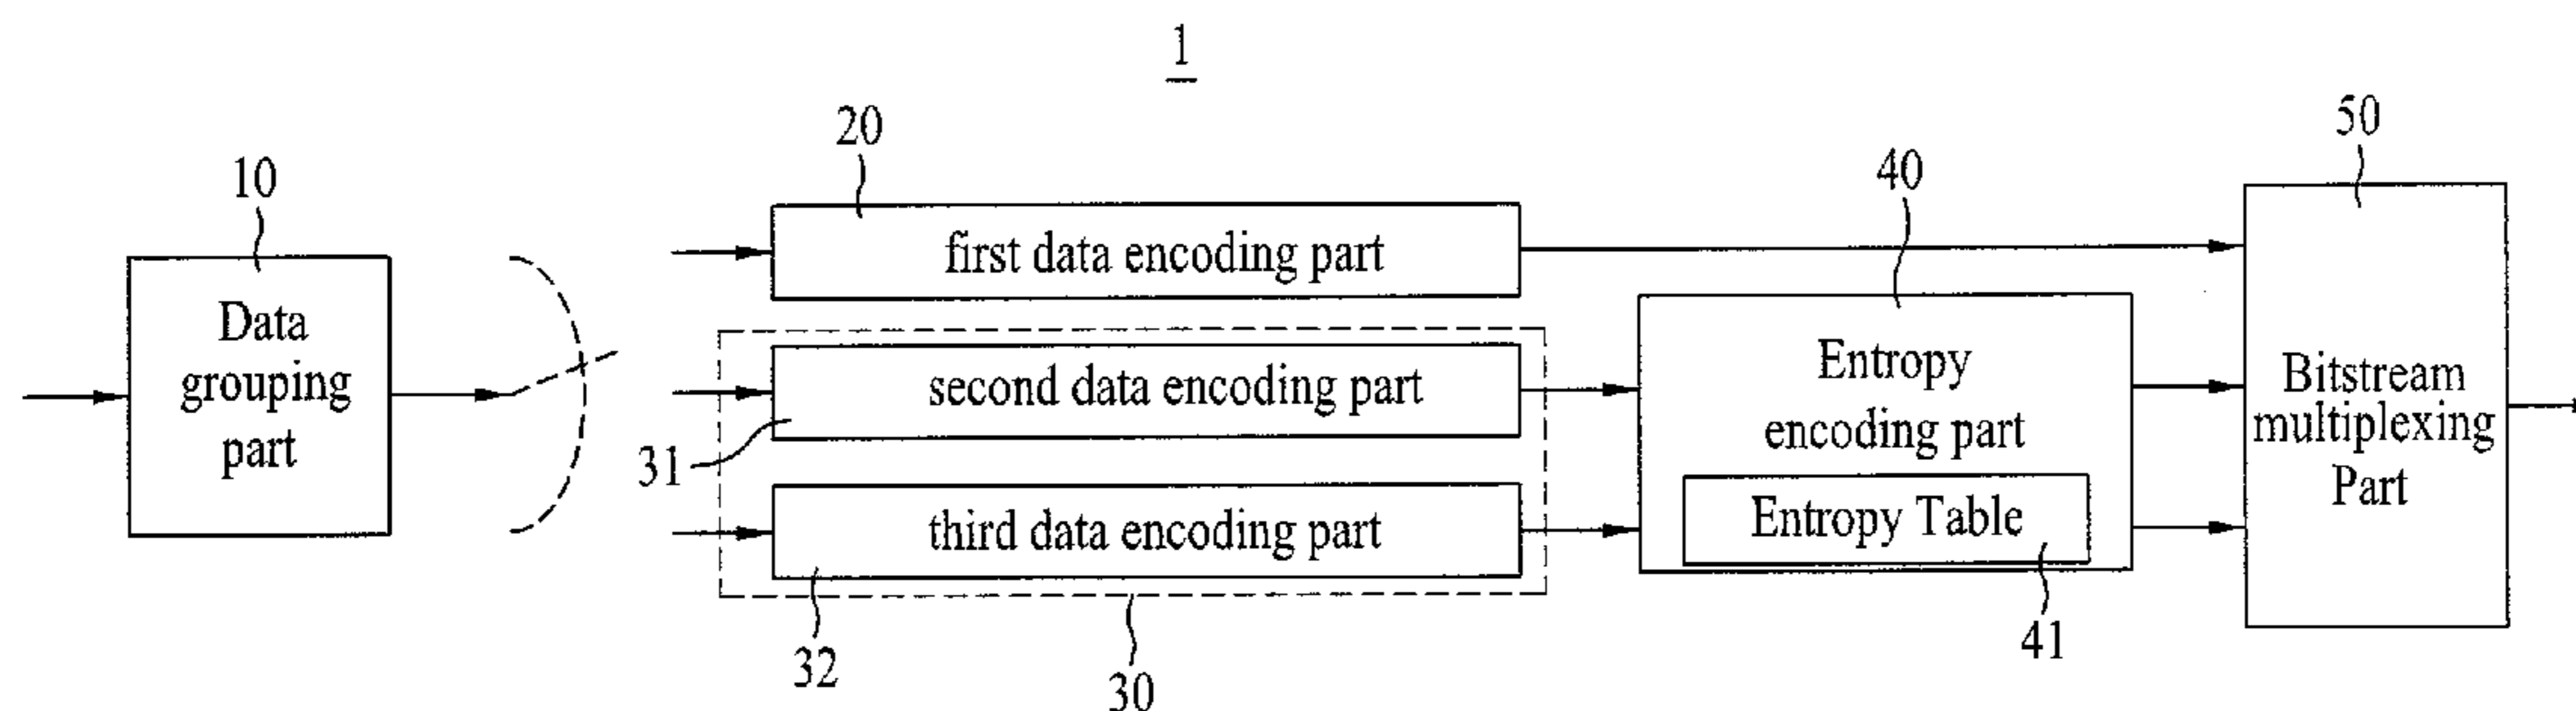 1
20
50
10
40
first data encoding part
Data
grouping
part
second data encoding part
Entropy
encoding part
Bitstream
multiplexing
Part
31
third data encoding part
Entropy Table
32
30
41